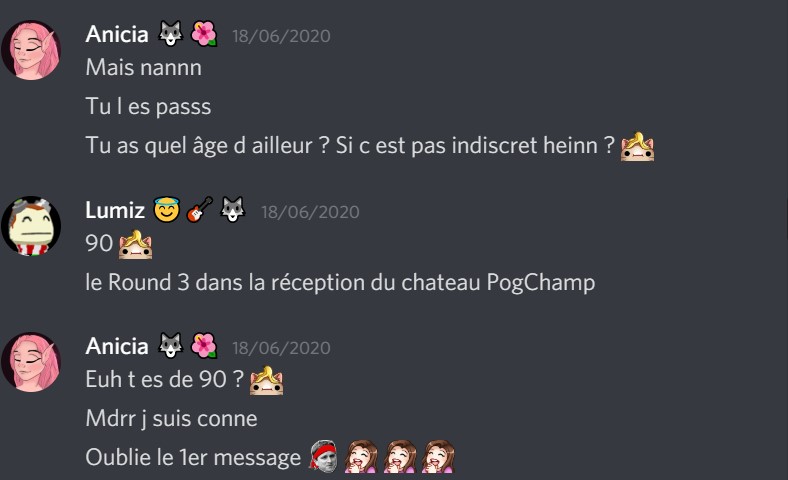 Anicia 🐺 🌺 18/06/2020
Mais nannn
Tu l es passs
Tu as quel âge d ailleur ? Si c est pas indiscret heinn ?
Lumiz 😇 🎸 🐺 18/06/2020
90
le Round 3 dans la réception du chateau PogChamp
Anicia 🐺 🌺 18/06/2020
Euh t es de 90 ?
Mdrr j suis conne
Oublie le 1er message